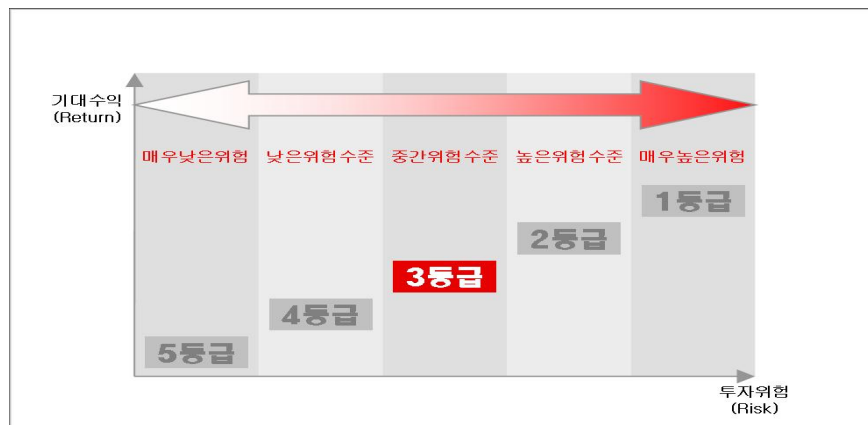 기대수익
(Return)
매우낮은위험 낮은위험수준 중간위험수준 높은위험수준 매우높은위험
1등급
2등급
3등급
4등급
5등급
투자위험
(Risk)